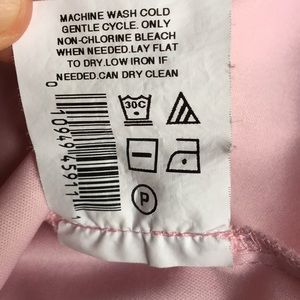 MACHINE WASH COLD
GENTLE CYCLE. ONLY
NON-CHLORINE BLEACH
WHEN NEEDED.LAY FLAT
TO DRY.LOW IRON IF
NEEDED.CAN DRY CLEAN
30C
P